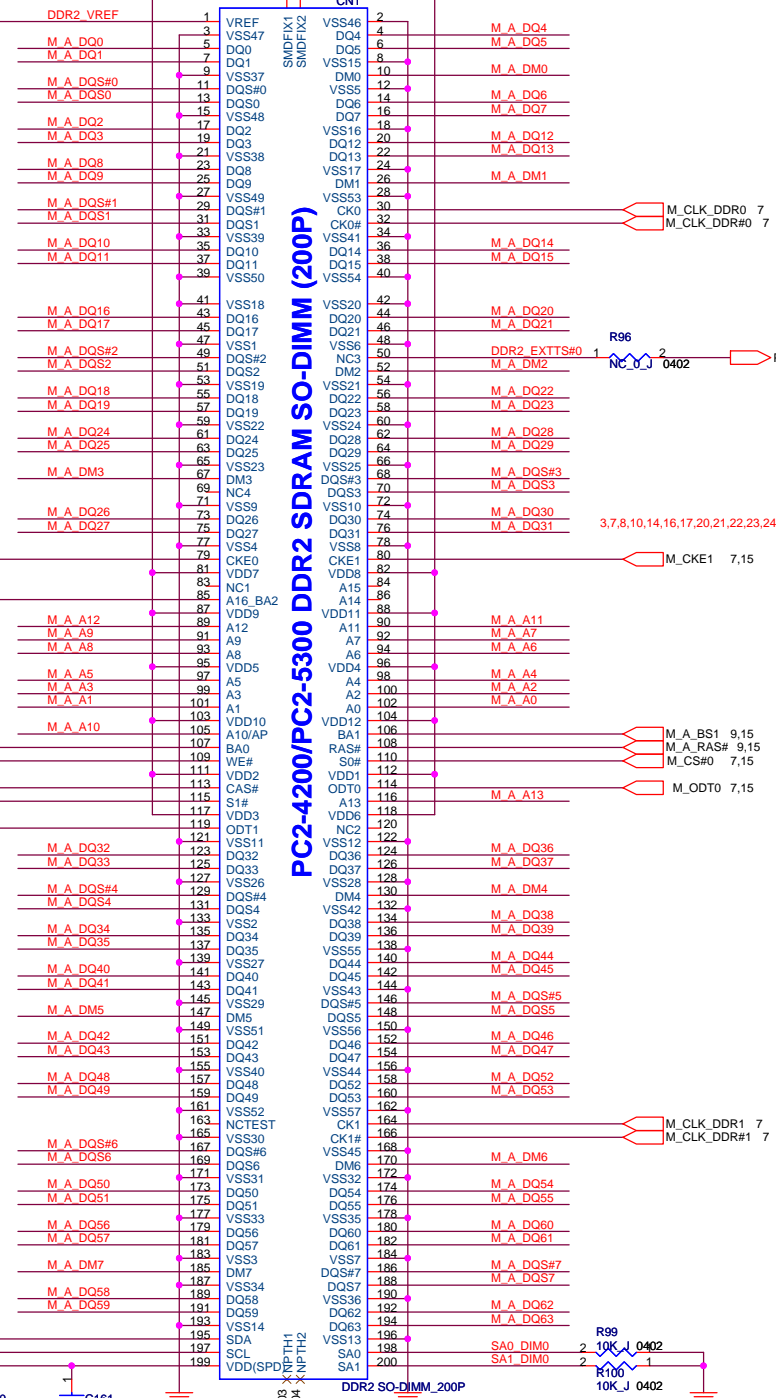 CN1
SMDFIX1
SMDFIX2
DDR2_VREF 1 VREF VSS46 2
3 VSS47 DQ4 4 M_A_DQ4
M_A_DQ0 5 DQ0 DQ5 6 M_A_DQ5
M_A_DQ1 7 DQ1 VSS15 8
9 VSS37 DM0 10 M_A_DM0
M_A_DQS#0 11 DQS#0 VSS5 12
M_A_DQS0 13 DQS0 DQ6 14 M_A_DQ6
15 VSS48 DQ7 16 M_A_DQ7
M_A_DQ2 17 DQ2 VSS16 18
M_A_DQ3 19 DQ3 DQ12 20 M_A_DQ12
21 VSS38 DQ13 22 M_A_DQ13
M_A_DQ8 23 DQ8 VSS17 24
M_A_DQ9 25 DQ9 DM1 26 M_A_DM1
27 VSS49 VSS53 28
M_A_DQS#1 29 DQS#1 CK0 30 M_CLK_DDR0 7
M_A_DQS1 31 DQS1 CK0# 32 M_CLK_DDR#0 7
33 VSS39 VSS41 34
M_A_DQ10 35 DQ10 DQ14 36 M_A_DQ14
M_A_DQ11 37 DQ11 DQ15 38 M_A_DQ15
39 VSS50 VSS54 40
41 VSS18 VSS20 42
M_A_DQ16 43 DQ16 DQ20 44 M_A_DQ20
M_A_DQ17 45 DQ17 DQ21 46 M_A_DQ21
47 VSS1 VSS6 48
R96
M_A_DQS#2 49 DQS#2 NC3 50 DDR2_EXTTS#0 1 2
NC_0_J 0402
M_A_DQS2 51 DQS2 DM2 52 M_A_DM2
53 VSS19 VSS21 54
M_A_DQ18 55 DQ18 DQ22 56 M_A_DQ22
M_A_DQ19 57 DQ19 DQ23 58 M_A_DQ23
59 VSS22 VSS24 60
M_A_DQ24 61 DQ24 DQ28 62 M_A_DQ28
M_A_DQ25 63 DQ25 DQ29 64 M_A_DQ29
65 VSS23 VSS25 66
M_A_DM3 67 DM3 DQS#3 68 M_A_DQS#3
69 NC4 DQS3 70 M_A_DQS3
71 VSS9 VSS10 72
M_A_DQ26 73 DQ26 DQ30 74 M_A_DQ30
M_A_DQ27 75 DQ27 DQ31 76 M_A_DQ31
3,7,8,10,14,16,17,20,21,22,23,24
77 VSS4 VSS8 78
79 CKE0 CKE1 80 M_CKE1 7,15
81 VDD7 VDD8 82
83 NC1 A15 84
85 A16_BA2 A14 86
87 VDD9 VDD11 88
M_A_A12 89 A12 A11 90 M_A_A11
M_A_A9 91 A9 A7 92 M_A_A7
M_A_A8 93 A8 A6 94 M_A_A6
95 VDD5 VDD4 96
M_A_A5 97 A5 A4 98 M_A_A4
M_A_A3 99 A3 A2 100 M_A_A2
M_A_A1 101 A1 A0 102 M_A_A0
103 VDD10 VDD12 104
M_A_A10 105 A10/AP BA1 106 M_A_BS1 9,15
107 BA0 RAS# 108 M_A_RAS# 9,15
109 WE# S0# 110 M_CS#0 7,15
111 VDD2 VDD1 112
113 CAS# ODT0 114 M_ODT0 7,15
115 S1# A13 116 M_A_A13
117 VDD3 VDD6 118
119 ODT1 NC2 120
121 VSS11 VSS12 122
M_A_DQ32 123 DQ32 DQ36 124 M_A_DQ36
M_A_DQ33 125 DQ33 DQ37 126 M_A_DQ37
127 VSS26 VSS28 128
M_A_DQS#4 129 DQS#4 DM4 130 M_A_DM4
M_A_DQS4 131 DQS4 VSS42 132
133 VSS2 DQ38 134 M_A_DQ38
M_A_DQ34 135 DQ34 DQ39 136 M_A_DQ39
M_A_DQ35 137 DQ35 VSS55 138
139 VSS27 DQ44 140 M_A_DQ44
M_A_DQ40 141 DQ40 DQ45 142 M_A_DQ45
M_A_DQ41 143 DQ41 VSS43 144
145 VSS29 DQS#5 146 M_A_DQS#5
M_A_DM5 147 DM5 DQS5 148 M_A_DQS5
149 VSS51 VSS56 150
M_A_DQ42 151 DQ42 DQ46 152 M_A_DQ46
M_A_DQ43 153 DQ43 DQ47 154 M_A_DQ47
155 VSS40 VSS44 156
M_A_DQ48 157 DQ48 DQ52 158 M_A_DQ52
M_A_DQ49 159 DQ49 DQ53 160 M_A_DQ53
161 VSS52 VSS57 162
163 NCTEST CK1 164 M_CLK_DDR1 7
165 VSS30 CK1# 166 M_CLK_DDR#1 7
M_A_DQS#6 167 DQS#6 VSS45 168
M_A_DQS6 169 DQS6 DM6 170 M_A_DM6
171 VSS31 VSS32 172
M_A_DQ50 173 DQ50 DQ54 174 M_A_DQ54
M_A_DQ51 175 DQ51 DQ55 176 M_A_DQ55
177 VSS33 VSS35 178
M_A_DQ56 179 DQ56 DQ60 180 M_A_DQ60
M_A_DQ57 181 DQ57 DQ61 182 M_A_DQ61
183 VSS3 VSS7 184
M_A_DM7 185 DM7 DQS#7 186 M_A_DQS#7
187 VSS34 DQS7 188 M_A_DQS7
M_A_DQ58 189 DQ58 VSS36 190
M_A_DQ59 191 DQ59 DQ62 192 M_A_DQ62
193 VSS14 DQ63 194 M_A_DQ63
195 SDA VSS13 196
R99
197 SCL SA0 198 SA0_DIM0 2 10K_J 0402 1
199 VDD(SPD) SA1 200 SA1_DIM0 2 1
R100
10K_J 0402
PC2-4200/PC2-5300 DDR2 SDRAM SO-DIMM (200P)
NPTH1
NPTH2
DDR2 SO-DIMM_200P
1
C161